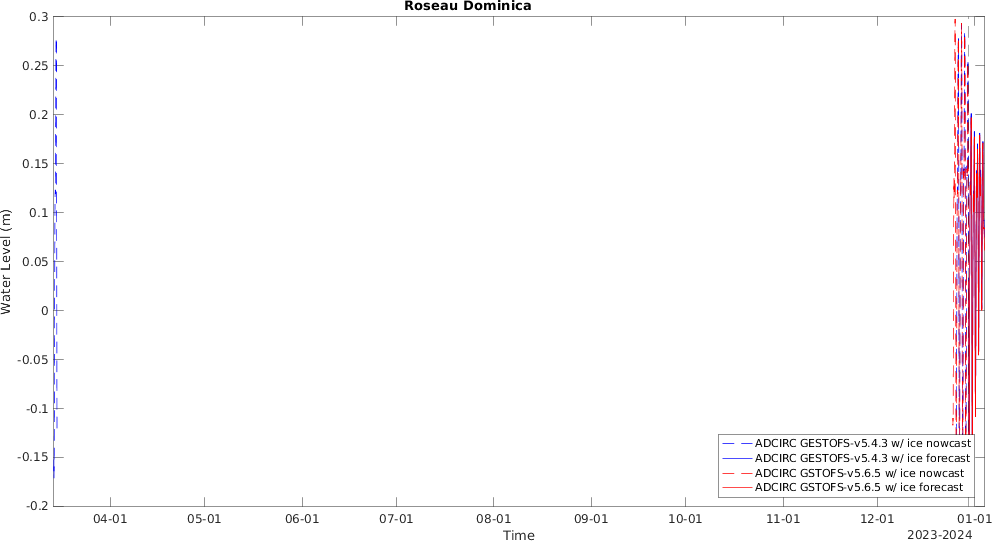 Roseau Dominica
0.3
0.25
0.2
0.15
0.1
0.05
0
-0.05
-0.1
-0.15
-0.2
Water Level (m)
ADCIRC GESTOFS-v5.4.3 w/ ice nowcast
ADCIRC GESTOFS-v5.4.3 w/ ice forecast
ADCIRC GSTOFS-v5.6.5 w/ ice nowcast
ADCIRC GSTOFS-v5.6.5 w/ ice forecast
04-01 05-01 06-01 07-01 08-01 09-01 10-01 11-01 12-01 01-01
Time
2023-2024